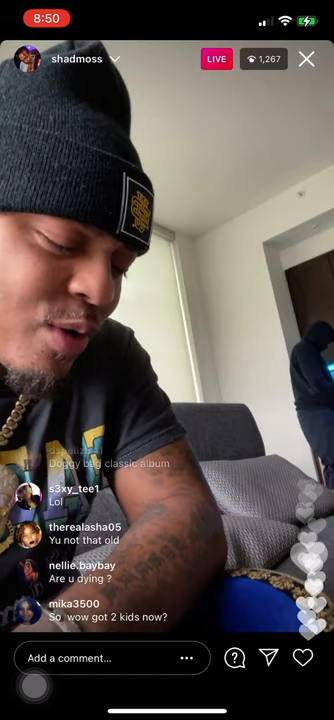 8:50
shadmoss
LIVE
1,267
Doggy bag classic album
s3xy_tee1
Lol
therealasha05
Yu not that old
nellie.baybay
Are u dying ?
mika3500
So wow got 2 kids now?
Add a comment...